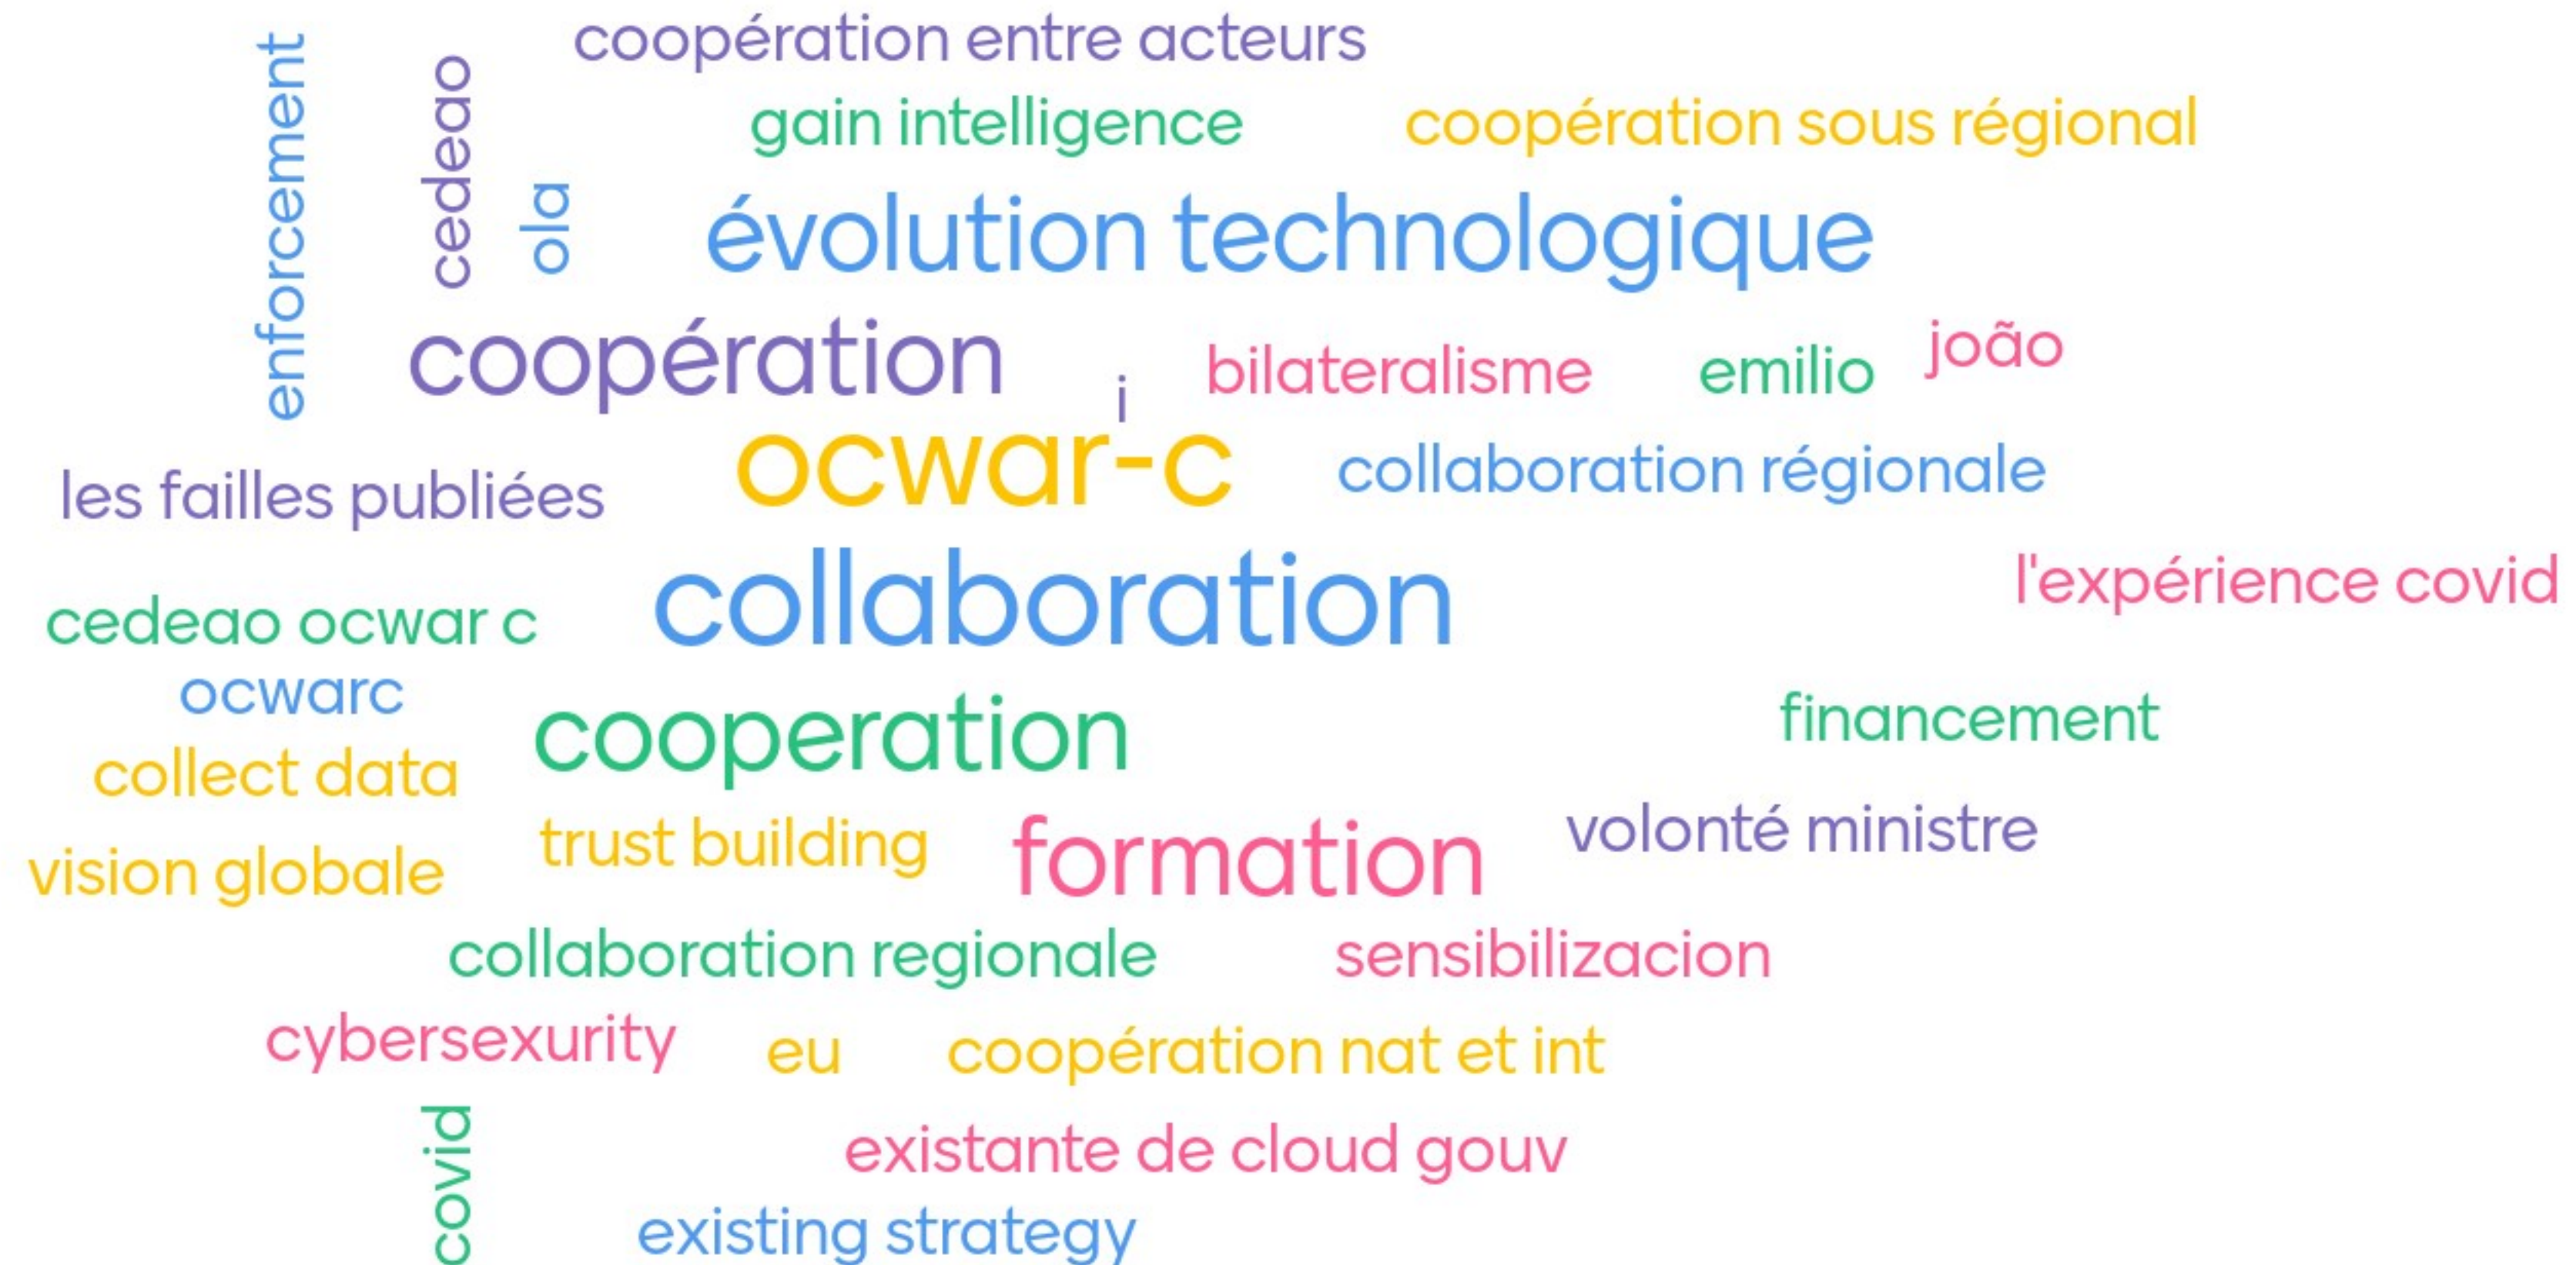 coopération entre acteurs
enforcement
cedeao
gain intelligence
coopération sous régional
ola
évolution technologique
coopération
i
bilateralisme
emilio
joão
ocwar-c
collaboration régionale
les failles publiées
collaboration
l'expérience covid
cedeao ocwar c
ocwarc
cooperation
financement
collect data
trust building
formation
volonté ministre
vision globale
collaboration regionale
sensibilizacion
cybersexurity
eu
coopération nat et int
covid
existante de cloud gouv
existing strategy